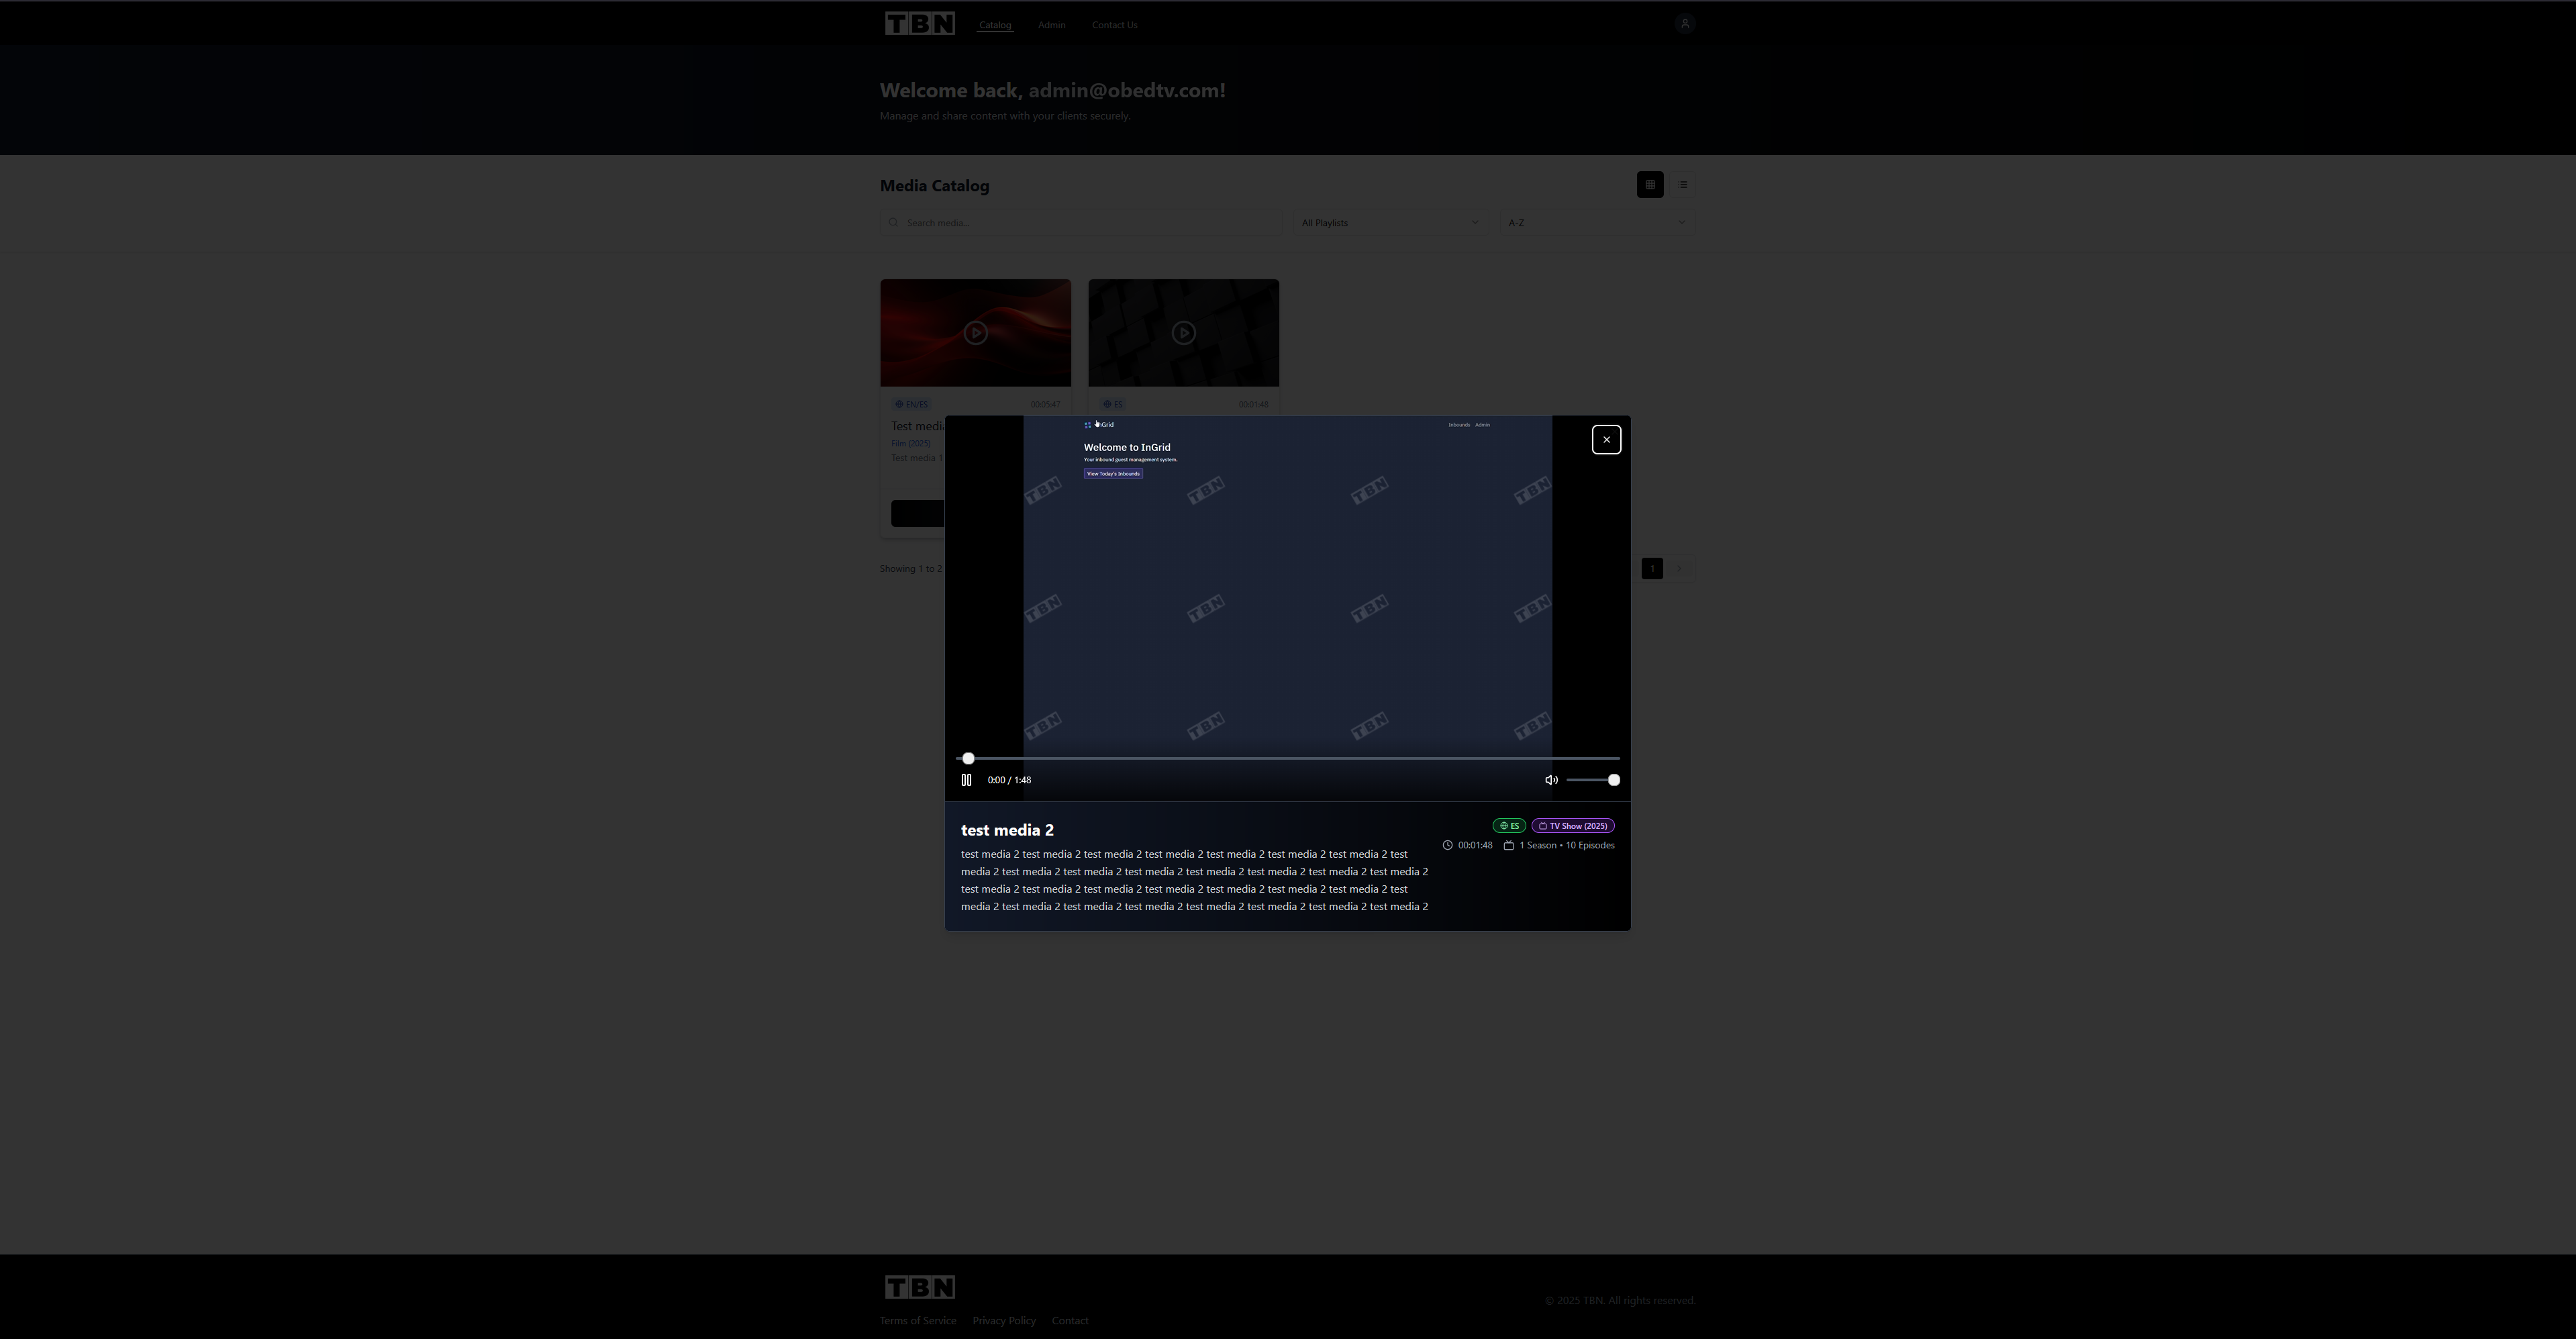 TBN Catalog Admin Contact Us
Welcome back, admin@obedtv.com!
Manage and share content with your clients securely.
Media Catalog
Search media...
All Playlists
A-Z
EN/ES 00:05:47
ES 00:01:48
Test media
Film (2025)
Test media 1
Showing 1 to 2
1
InGrid
Inbounds Admin
Welcome to InGrid
Your inbound guest management system.
View Today's Inbounds
TBN TBN TBN TBN
TBN TBN TBN TBN
TBN TBN TBN TBN
0:00 / 1:48
test media 2
ES TV Show (2025)
00:01:48 1 Season • 10 Episodes
test media 2 test media 2 test media 2 test media 2 test media 2 test media 2 test media 2 test
media 2 test media 2 test media 2 test media 2 test media 2 test media 2 test media 2 test media 2
test media 2 test media 2 test media 2 test media 2 test media 2 test media 2 test media 2 test
media 2 test media 2 test media 2 test media 2 test media 2 test media 2 test media 2 test media 2
TBN
© 2025 TBN. All rights reserved.
Terms of Service Privacy Policy Contact